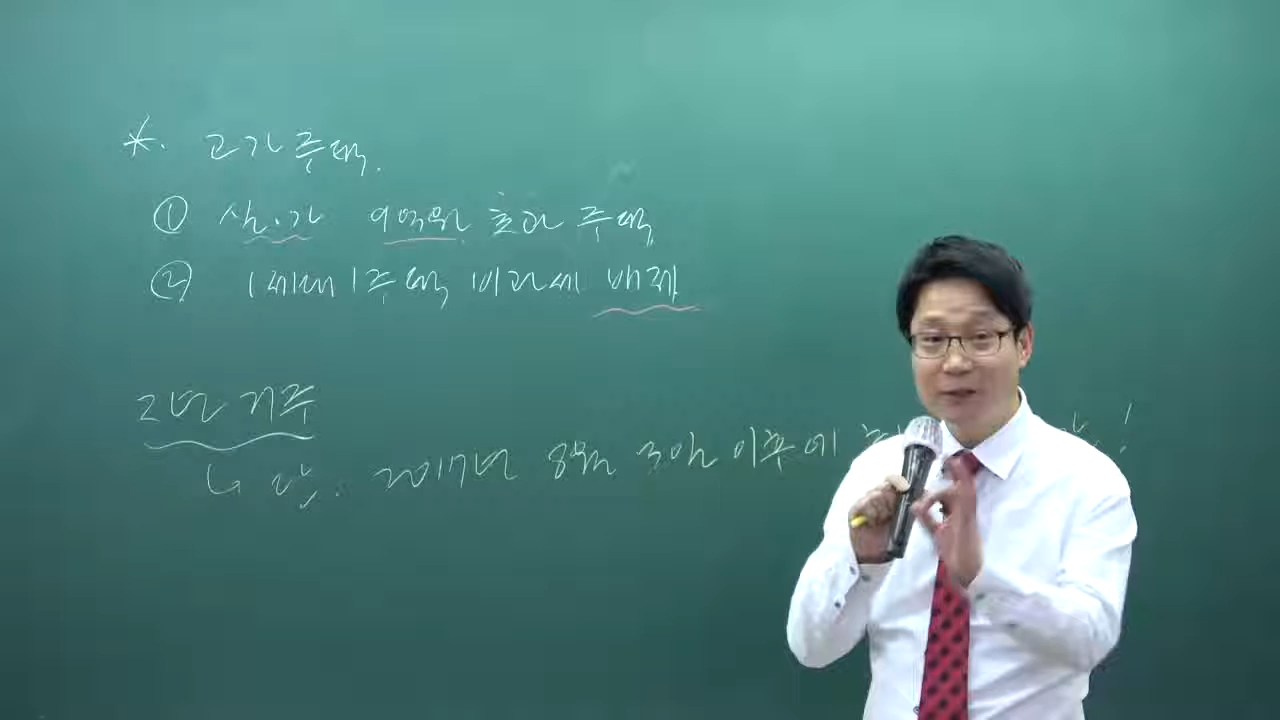 *. 고가주택.
① 실.가 9억원 초과 주택
② 1세대 1주택 비과세 배제
2년 거주
↳ 단, 2017년 8월 3일 이후에 !